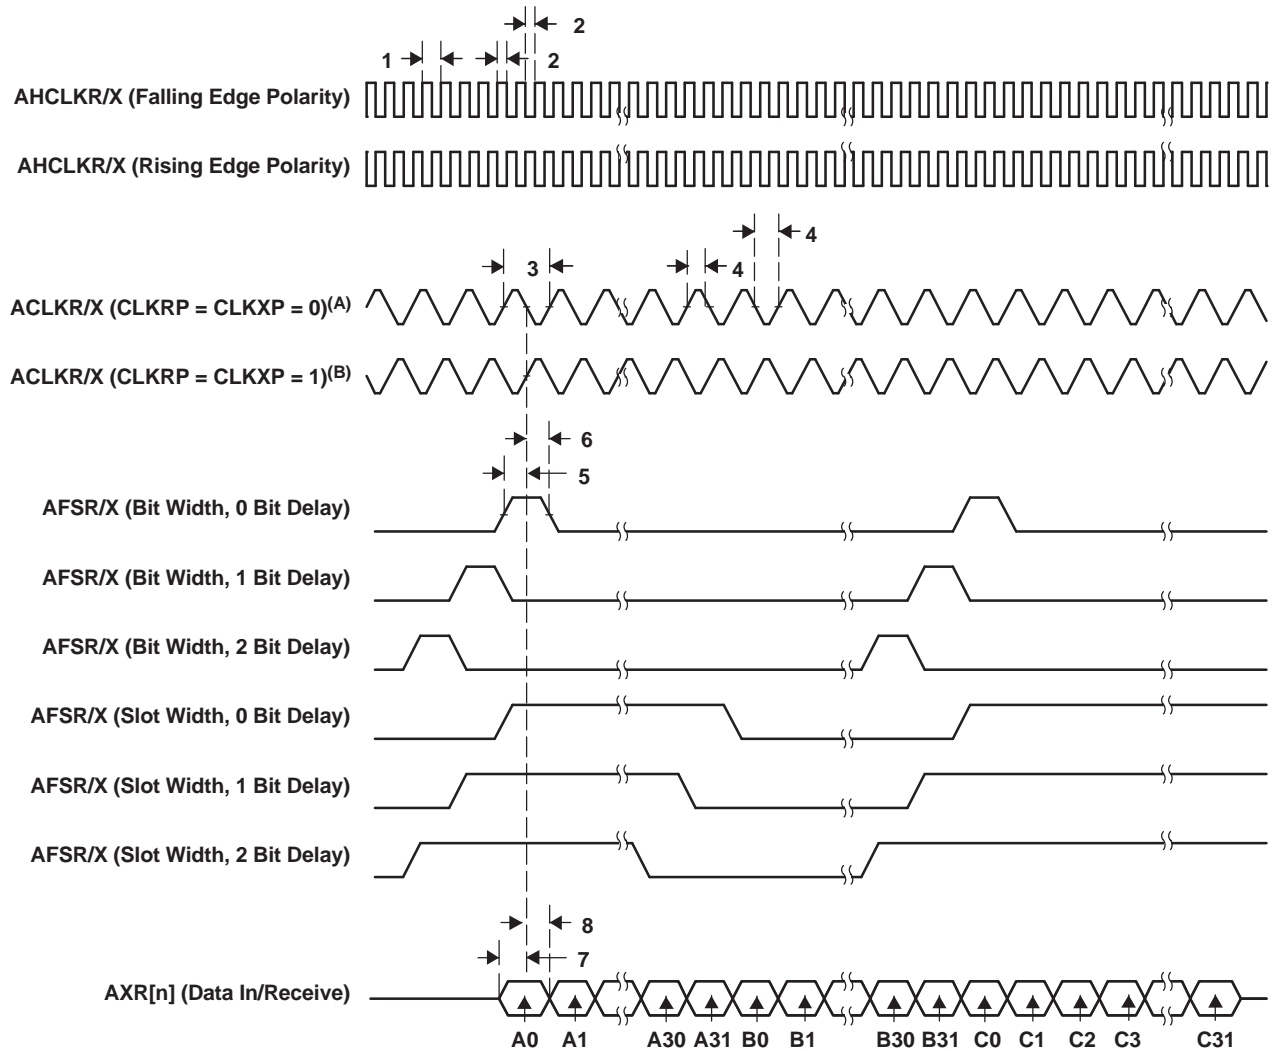 2
1 2
AHCLKR/X (Falling Edge Polarity)
AHCLKR/X (Rising Edge Polarity)
4
3 4
ACLKR/X (CLKRP = CLKXP = 0)(A)
ACLKR/X (CLKRP = CLKXP = 1)(B)
6
5
AFSR/X (Bit Width, 0 Bit Delay)
AFSR/X (Bit Width, 1 Bit Delay)
AFSR/X (Bit Width, 2 Bit Delay)
AFSR/X (Slot Width, 0 Bit Delay)
AFSR/X (Slot Width, 1 Bit Delay)
AFSR/X (Slot Width, 2 Bit Delay)
8
7
AXR[n] (Data In/Receive)
A0 A1 A30 A31 B0 B1 B30 B31 C0 C1 C2 C3 C31